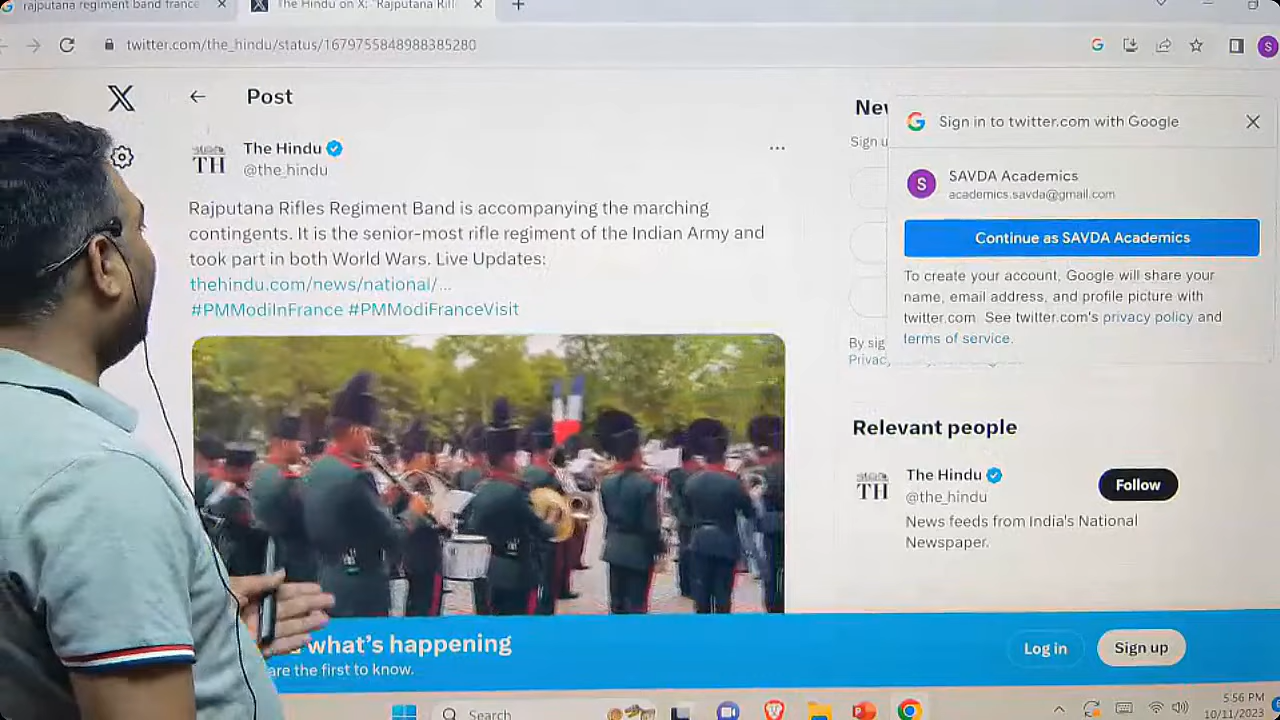 rajputana regiment band france
The Hindu on X: "Rajputana Rifl
twitter.com/the_hindu/status/1679755848988385280
S
X
Post
TH
The Hindu
@the_hindu
...
Rajputana Rifles Regiment Band is accompanying the marching
contingents. It is the senior-most rifle regiment of the Indian Army and
took part in both World Wars. Live Updates:
thehindu.com/news/national/...
#PMModiInFrance #PMModiFranceVisit
Sign in to twitter.com with Google
S
SAVDA Academics
academics.savda@gmail.com
Continue as SAVDA Academics
To create your account, Google will share your
name, email address, and profile picture with
twitter.com. See twitter.com's privacy policy and
terms of service.
Sign u
By sig
Privac
Relevant people
TH
The Hindu
@the_hindu
Follow
News feeds from India's National
Newspaper.
what's happening
are the first to know.
Log in
Sign up
Search
5:56 PM
10/11/2023